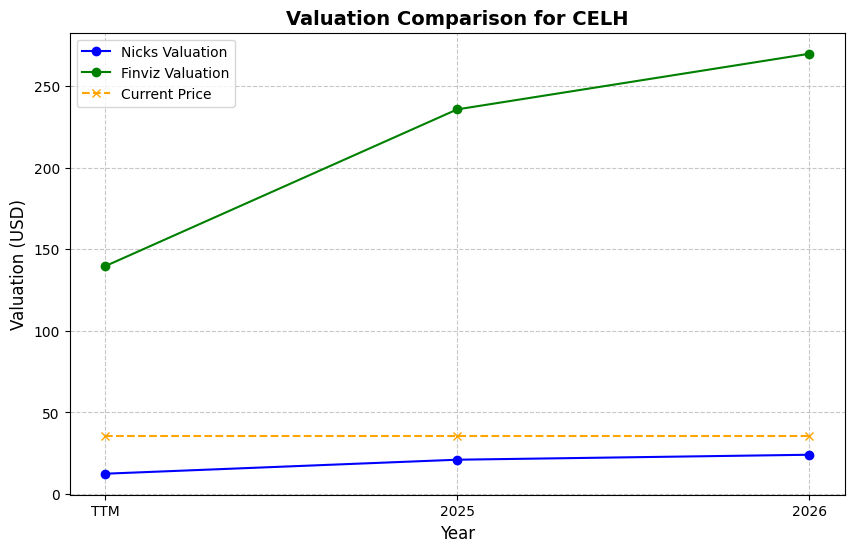 Valuation Comparison for CELH
Nicks Valuation
Finviz Valuation
Current Price
Valuation (USD)
250
200
150
100
50
0
TTM
2025
2026
Year